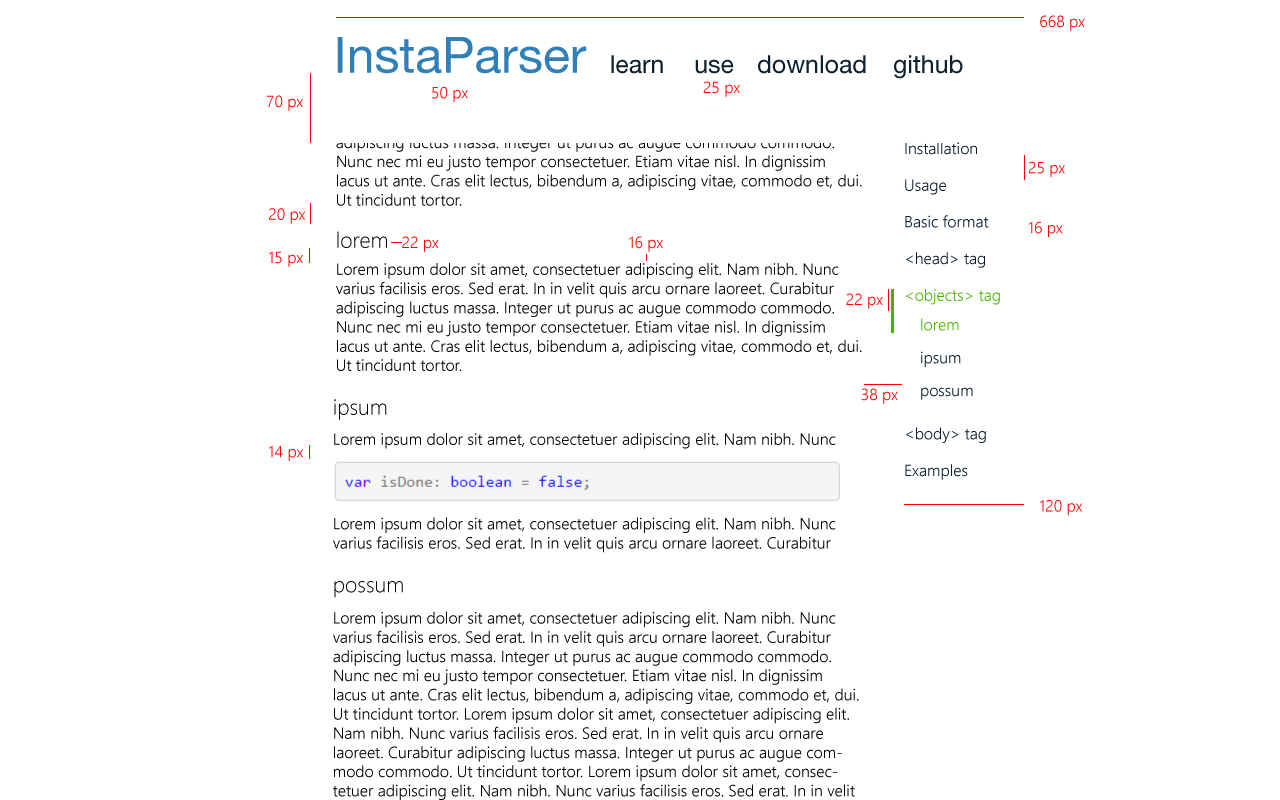 668 px
InstaParser learn use download github
50 px
25 px
70 px
adipiscing luctus massa. Integer ut purus ac augue commodo commodo.
Nunc nec mi eu justo tempor consectetuer. Etiam vitae nisl. In dignissim
lacus ut ante. Cras elit lectus, bibendum a, adipiscing vitae, commodo et, dui.
Ut tincidunt tortor.
20 px
lorem
22 px
16 px
15 px
Lorem ipsum dolor sit amet, consectetuer adipiscing elit. Nam nibh. Nunc
varius facilisis eros. Sed erat. In in velit quis arcu ornare laoreet. Curabitur
adipiscing luctus massa. Integer ut purus ac augue commodo commodo.
Nunc nec mi eu justo tempor consectetuer. Etiam vitae nisl. In dignissim
lacus ut ante. Cras elit lectus, bibendum a, adipiscing vitae, commodo et, dui.
Ut tincidunt tortor.
ipsum
Lorem ipsum dolor sit amet, consectetuer adipiscing elit. Nam nibh. Nunc
14 px
var isDone: boolean = false;
Lorem ipsum dolor sit amet, consectetuer adipiscing elit. Nam nibh. Nunc
varius facilisis eros. Sed erat. In in velit quis arcu ornare laoreet. Curabitur
possum
Lorem ipsum dolor sit amet, consectetuer adipiscing elit. Nam nibh. Nunc
varius facilisis eros. Sed erat. In in velit quis arcu ornare laoreet. Curabitur
adipiscing luctus massa. Integer ut purus ac augue commodo commodo.
Nunc nec mi eu justo tempor consectetuer. Etiam vitae nisl. In dignissim
lacus ut ante. Cras elit lectus, bibendum a, adipiscing vitae, commodo et, dui.
Ut tincidunt tortor. Lorem ipsum dolor sit amet, consectetuer adipiscing elit.
Nam nibh. Nunc varius facilisis eros. Sed erat. In in velit quis arcu ornare
laoreet. Curabitur adipiscing luctus massa. Integer ut purus ac augue com-
modo commodo. Ut tincidunt tortor. Lorem ipsum dolor sit amet, consec-
tetuer adipiscing elit. Nam nibh. Nunc varius facilisis eros. Sed erat. In in velit
Installation
25 px
Usage
Basic format
16 px
<head> tag
<objects> tag
22 px
lorem
ipsum
possum
38 px
<body> tag
Examples
120 px